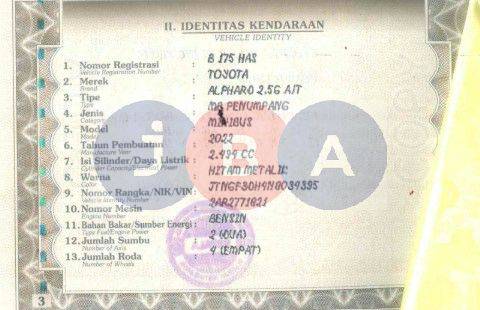 II. IDENTITAS KENDARAAN
VEHICLE IDENTITY
1. Nomor Registrasi : B 175 HAS
Vehicle Registration Number
2. Merek : TOYOTA
Brand
3. Tipe : ALPHARD 2.5G A/T
Type
4. Jenis : MB PENUMPANG
Category
5. Model : MINIBUS
Model
6. Tahun Pembuatan : 2022
Manufacture Year
7. Isi Silinder/Daya Listrik : 2.494 CC
Cylinder Capacity/Electrical Power
8. Warna : HITAM METALIK
Color
9. Nomor Rangka/NIK/VIN :
Vehicle Identity Number
10. Nomor Mesin : 2AR2771821
Engine Number
11. Bahan Bakar/Sumber Energi : BENSIN
Type Fuel/Engine Power
12. Jumlah Sumbu : 2 (DUA)
Number of Axis
13. Jumlah Roda : 4 (EMPAT)
Number of Wheels
3